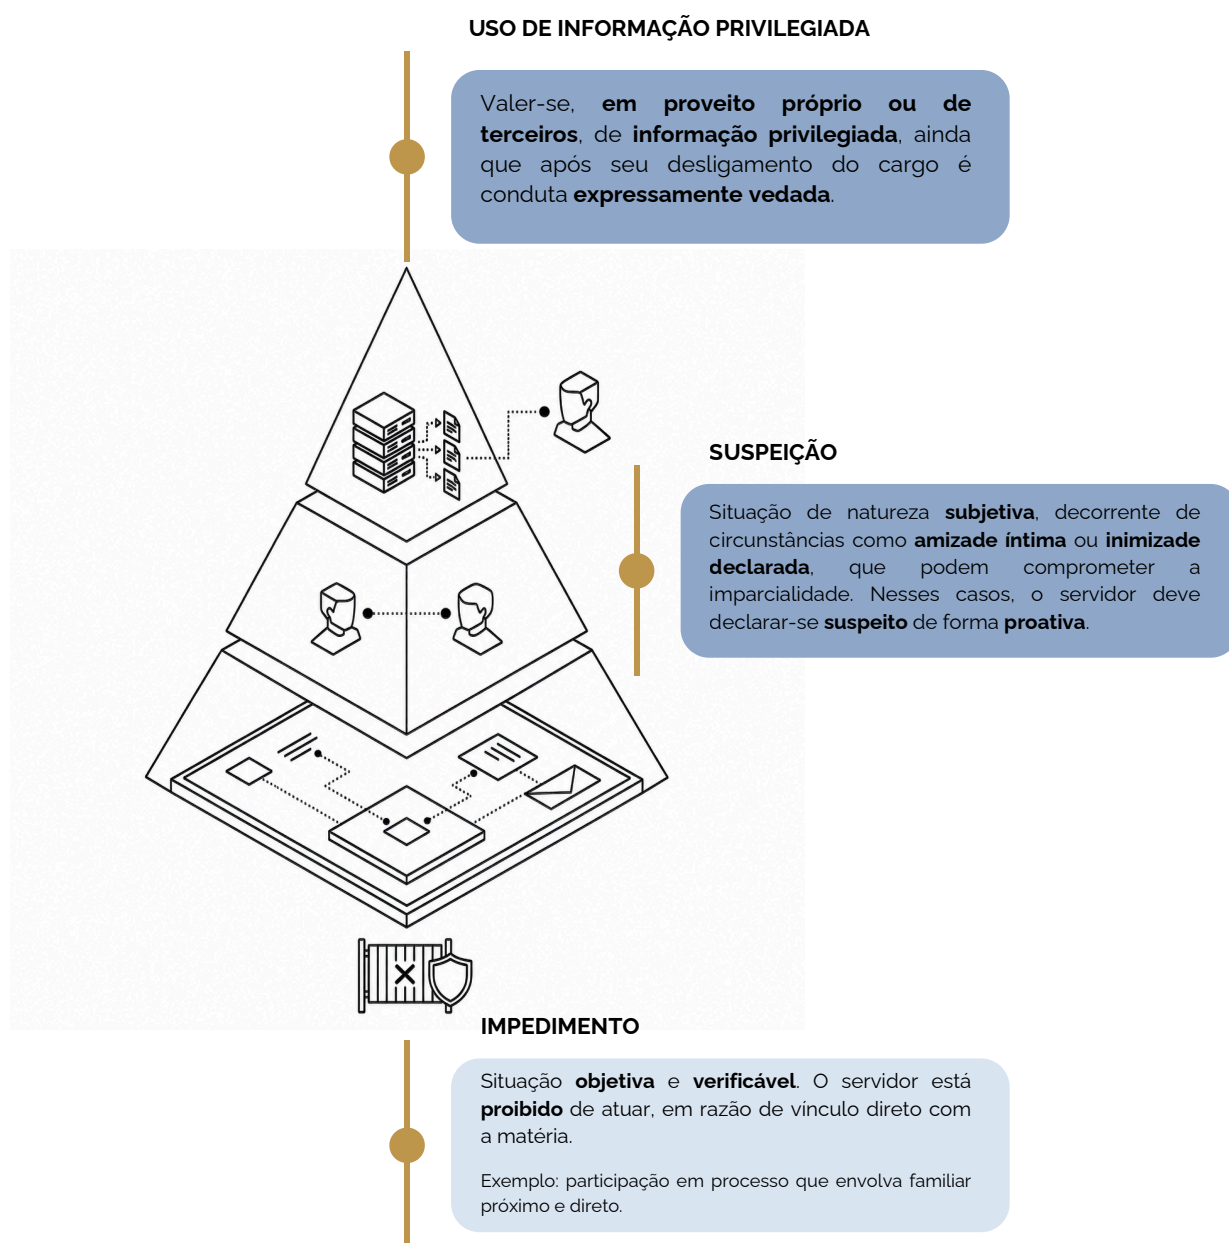 USO DE INFORMAÇÃO PRIVILEGIADA
Valer-se, em proveito próprio ou de
terceiros, de informação privilegiada, ainda
que após seu desligamento do cargo é
conduta expressamente vedada.
SUSPEIÇÃO
Situação de natureza subjetiva, decorrente de
circunstâncias como amizade íntima ou inimizade
declarada, que podem comprometer a
imparcialidade. Nesses casos, o servidor deve
declarar-se suspeito de forma proativa.
IMPEDIMENTO
Situação objetiva e verificável. O servidor está
proibido de atuar, em razão de vínculo direto com
a matéria.
Exemplo: participação em processo que envolva familiar
próximo e direto.